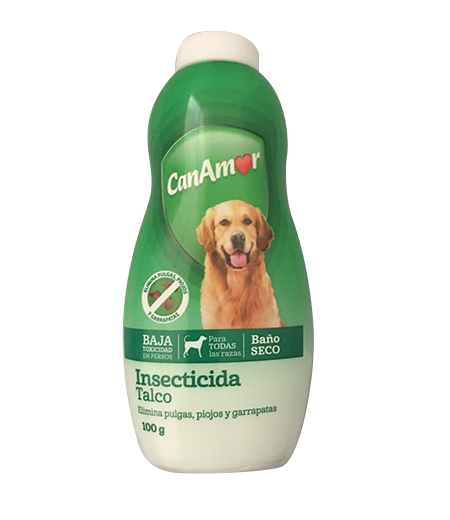 CanAmor
ELIMINA PULGAS, PIOJOS
Y GARRAPATAS
BAJA
TOXICIDAD
EN PERROS
Para
TODAS
las razas
Baño
SECO
Insecticida
Talco
Elimina pulgas, piojos y garrapatas
100 g